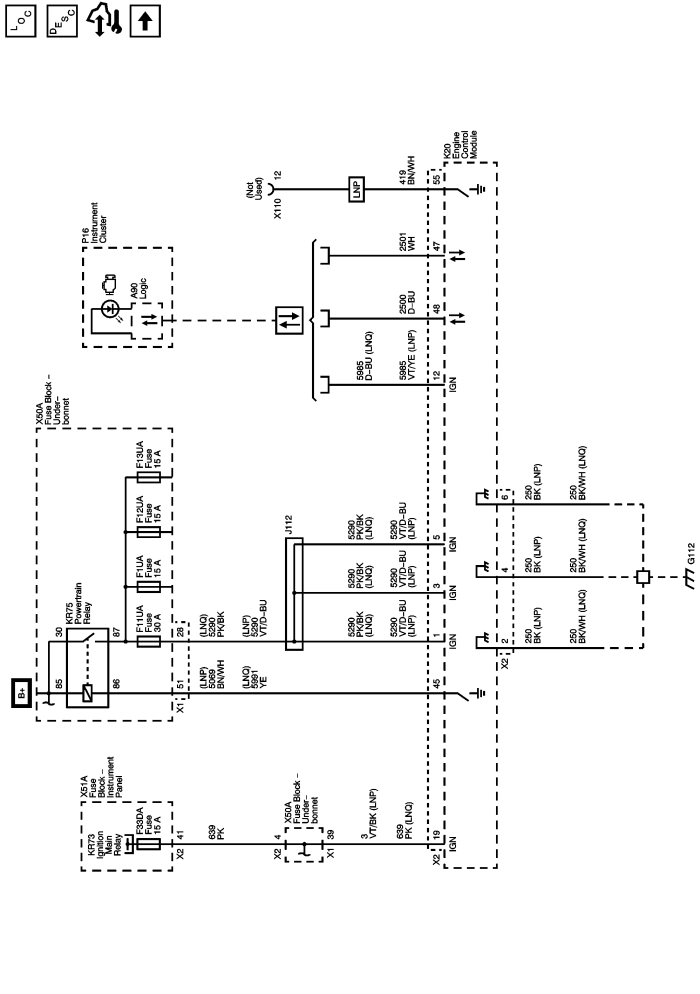 LOC
DESC
K20
Engine
Control
Module
(Not
Used)
12
X110
LNP
419
BN/WH
55
P16
Instrument
Cluster
A90
Logic
2501
WH
47
2500
D-BU
48
5985
D-BU (LNQ)
5985
VT/YE (LNP)
12
IGN
X50A
Fuse Block -
Under-
bonnet
F13UA
Fuse
15 A
F12UA
Fuse
15 A
F1UA
Fuse
15 A
F11UA
Fuse
30 A
KR75
Powertrain
Relay
30
87
85
86
B+
X1
51
26
(LNQ)
5290
PK/BK
(LNP)
5290
VT/D-BU
(LNP)
5069
BN/WH
(LNQ)
5991
YE
J112
5290
PK/BK
(LNQ)
5290
VT/D-BU
(LNP)
5
IGN
5290
PK/BK
(LNQ)
5290
VT/D-BU
(LNP)
3
IGN
5290
PK/BK
(LNQ)
5290
VT/D-BU
(LNP)
1
IGN
45
6
250
BK (LNP)
250
BK/WH (LNQ)
4
250
BK (LNP)
250
BK/WH (LNQ)
2
X2
250
BK (LNP)
250
BK/WH (LNQ)
G112
X51A
Fuse
Block -
Instrument
Panel
KR73
Ignition
Main
Relay
F33DA
Fuse
15 A
X2
41
639
PK
X50A
Fuse Block -
Under-
bonnet
X2
4
X1
39
3
VT/BK (LNP)
639
PK (LNQ)
X2
19
IGN